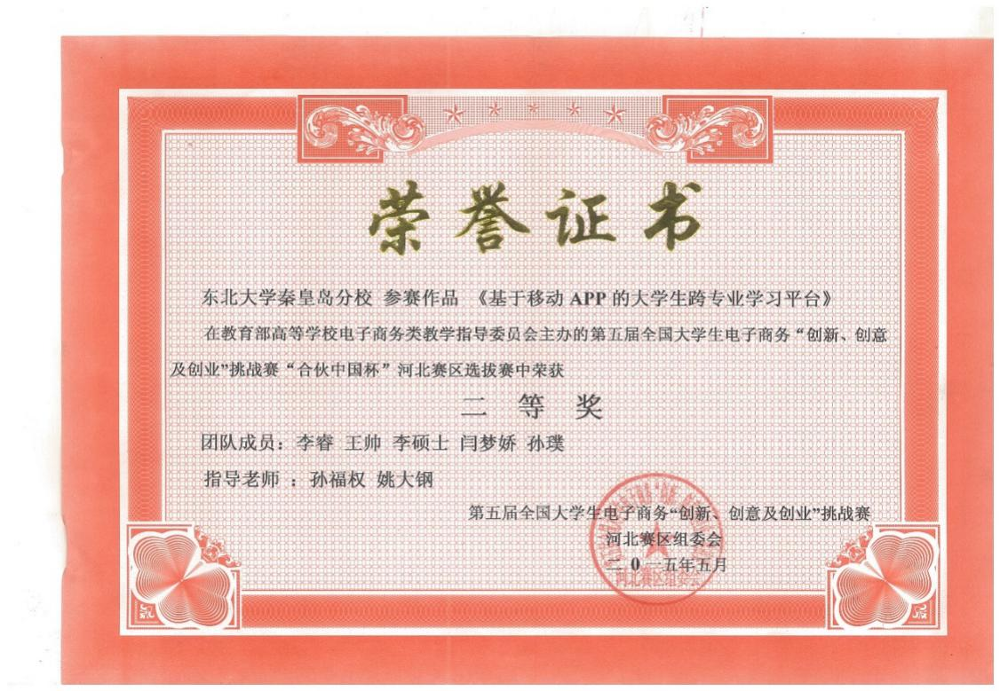 荣誉证书
东北大学秦皇岛分校 参赛作品 《基于移动 APP 的大学生跨专业学习平台》
在教育部高等学校电子商务类教学指导委员会主办的第五届全国大学生电子商务“创新、创意
及创业”挑战赛“合伙中国杯”河北赛区选拔赛中荣获
二 等 奖
团队成员：李睿 王帅 李硕士 闫梦娇 孙璞
指导老师 ：孙福权 姚大钢
第五届全国大学生电子商务“创新、创意及创业”挑战赛
河北赛区组委会
二 0 一五年五月
河北赛区组委会